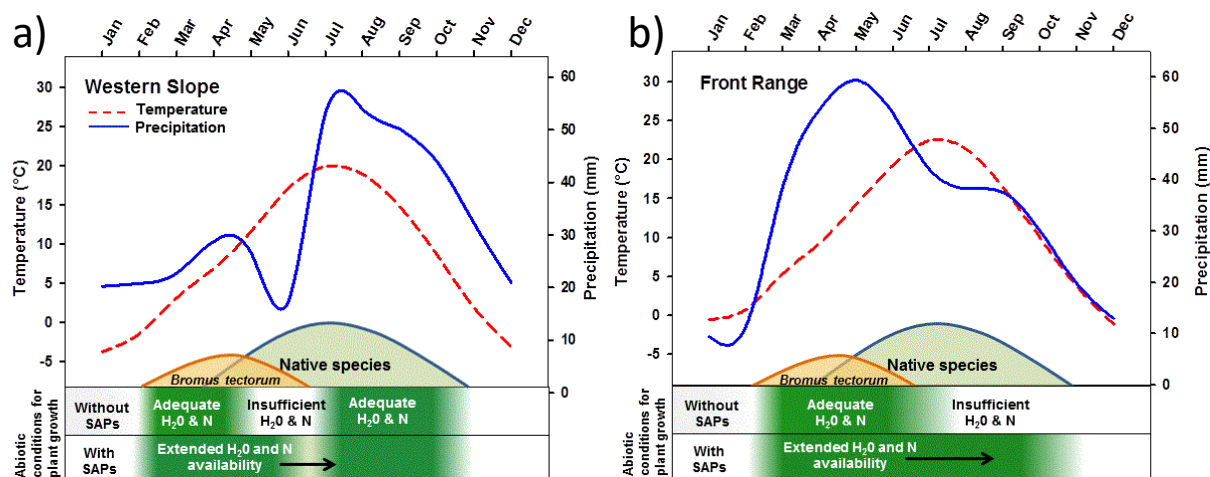 a)
Jan Feb Mar Apr May Jun Jul Aug Sep Oct Nov Dec
Western Slope
Temperature
Precipitation
Temperature (°C)
30
25
20
15
10
5
0
-5
Precipitation (mm)
60
50
40
30
20
10
0
Native species
Bromus tectorum
Abiotic
conditions for
plant growth
Without
SAPs
Adequate
H₂0 & N
Insufficient
H₂0 & N
Adequate
H₂0 & N
With
SAPs
Extended H₂0 and N
availability
b)
Jan Feb Mar Apr May Jun Jul Aug Sep Oct Nov Dec
Front Range
Temperature (°C)
30
25
20
15
10
5
0
-5
Precipitation (mm)
60
50
40
30
20
10
0
Native species
Bromus tectorum
Abiotic
conditions for
plant growth
Without
SAPs
Adequate
H₂0 & N
Insufficient
H₂0 & N
With
SAPs
Extended H₂0 and N
availability